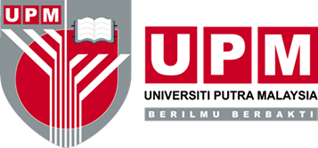 UPM
UPM
UNIVERSITI PUTRA MALAYSIA
BERILMU BERBAKTI